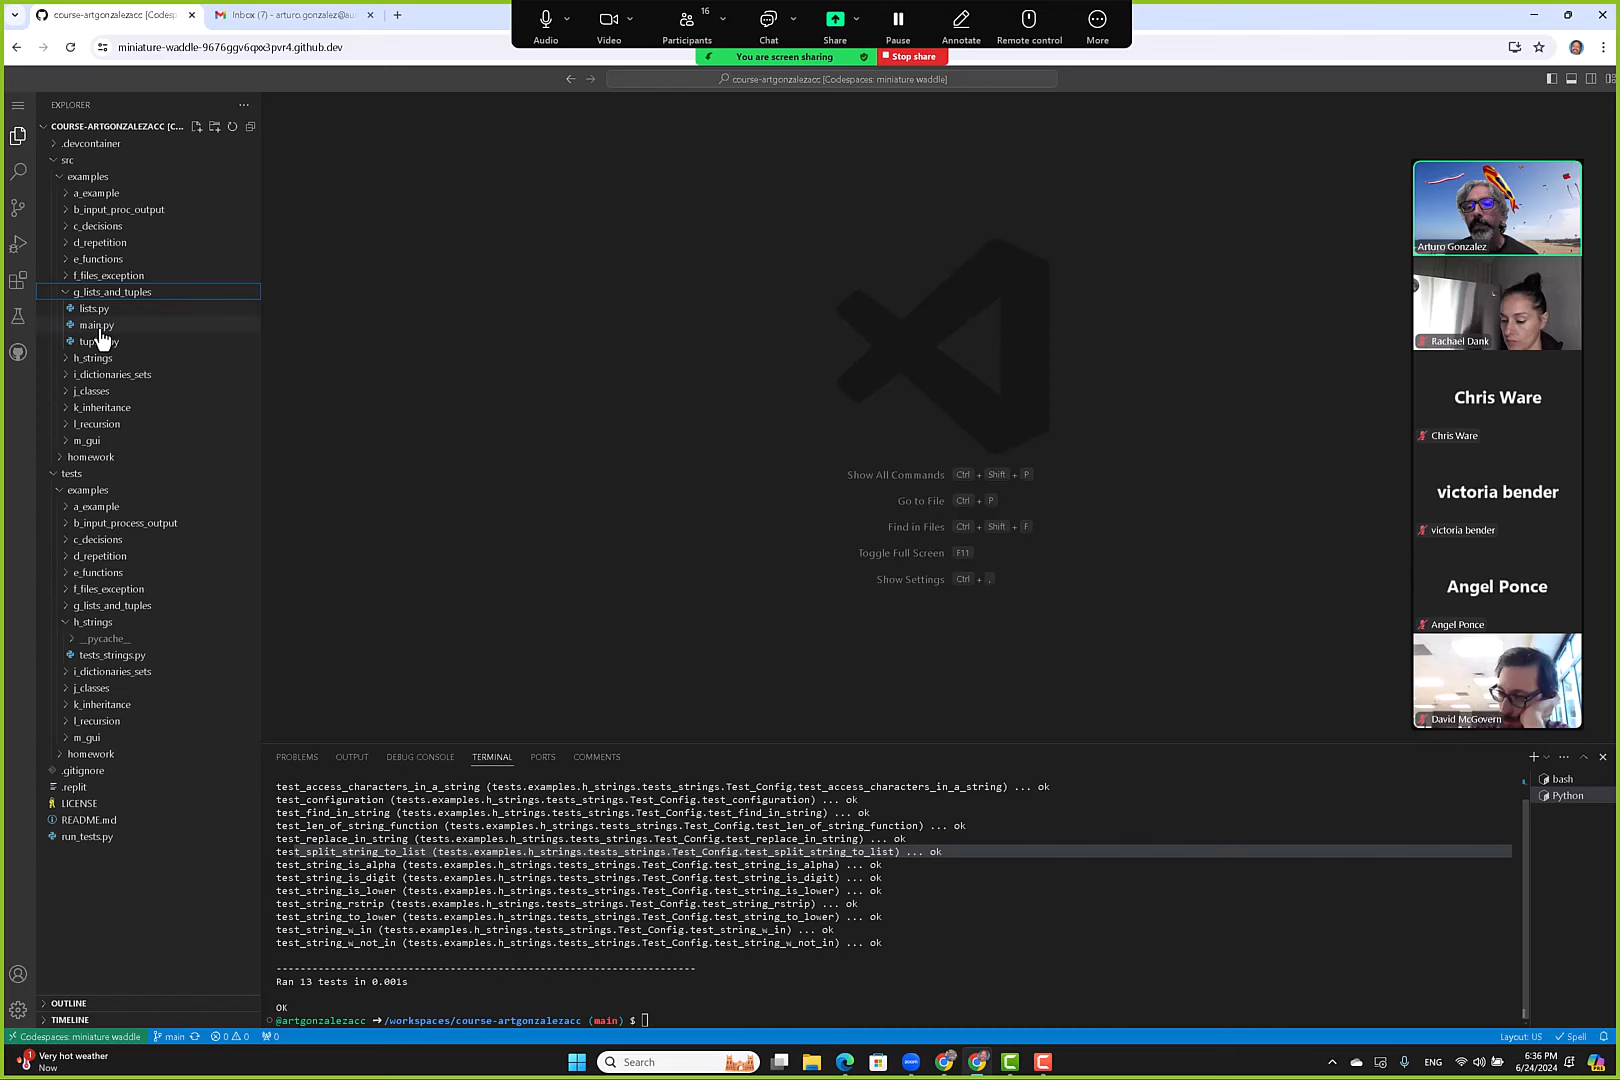 course-artgonzalezacc [Codesp
Inbox (7) - arturo.gonzalez@au
miniature-waddle-9676ggv6qxx3pvr4.github.dev
16
Audio
Video
Participants
Chat
Share
Pause
Annotate
Remote control
More
You are screen sharing
Stop share
course-artgonzalezacc [Codespaces: miniature waddle]
EXPLORER
COURSE-ARTGONZALEZACC [C...
.devcontainer
src
examples
a_example
b_input_proc_output
c_decisions
d_repetition
e_functions
f_files_exception
g_lists_and_tuples
lists.py
main.py
h_strings
i_dictionaries_sets
j_classes
k_inheritance
l_recursion
m_gui
homework
tests
examples
a_example
b_input_process_output
c_decisions
d_repetition
e_functions
f_files_exception
g_lists_and_tuples
h_strings
__pycache__
tests_strings.py
i_dictionaries_sets
j_classes
k_inheritance
l_recursion
m_gui
homework
.gitignore
.replit
LICENSE
README.md
run_tests.py
OUTLINE
TIMELINE
Show All Commands Ctrl + Shift + P
Go to File Ctrl + P
Find in Files Ctrl + Shift + F
Toggle Full Screen F11
Show Settings Ctrl + ,
Arturo Gonzalez
Rachael Dank
Chris Ware
Chris Ware
victoria bender
victoria bender
Angel Ponce
Angel Ponce
David McGovern
PROBLEMS OUTPUT DEBUG CONSOLE TERMINAL PORTS COMMENTS
bash
Python
test_access_characters_in_a_string (tests.examples.h_strings.tests_strings.Test_Config.test_access_characters_in_a_string) ... ok
test_configuration (tests.examples.h_strings.tests_strings.Test_Config.test_configuration) ... ok
test_find_in_string (tests.examples.h_strings.tests_strings.Test_Config.test_find_in_string) ... ok
test_len_of_string_function (tests.examples.h_strings.tests_strings.Test_Config.test_len_of_string_function) ... ok
test_replace_in_string (tests.examples.h_strings.tests_strings.Test_Config.test_replace_in_string) ... ok
test_split_string_to_list (tests.examples.h_strings.tests_strings.Test_Config.test_split_string_to_list) ... ok
test_string_is_alpha (tests.examples.h_strings.tests_strings.Test_Config.test_string_is_alpha) ... ok
test_string_is_digit (tests.examples.h_strings.tests_strings.Test_Config.test_string_is_digit) ... ok
test_string_is_lower (tests.examples.h_strings.tests_strings.Test_Config.test_string_is_lower) ... ok
test_string_rstrip (tests.examples.h_strings.tests_strings.Test_Config.test_string_rstrip) ... ok
test_string_to_lower (tests.examples.h_strings.tests_strings.Test_Config.test_string_to_lower) ... ok
test_string_w_in (tests.examples.h_strings.tests_strings.Test_Config.test_string_w_in) ... ok
test_string_w_not_in (tests.examples.h_strings.tests_strings.Test_Config.test_string_w_not_in) ... ok
----------------------------------------------------------------------
Ran 13 tests in 0.001s
OK
@artgonzalezacc ➜ /workspaces/course-artgonzalezacc (main) $
Codespaces: miniature waddle main 0 0 0
Layout: US Spell
1
Very hot weather
Now
Search
ENG
6:36 PM
6/24/2024